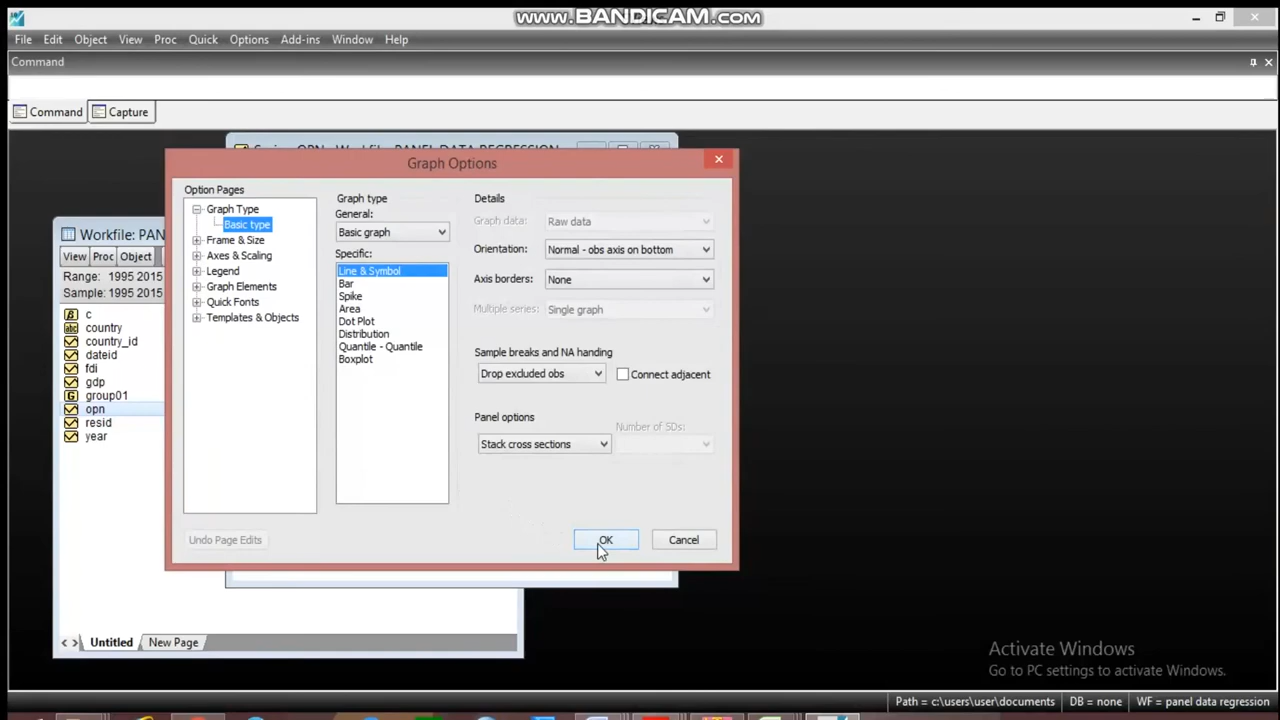 www.BANDICAM.com
File Edit Object View Proc Quick Options Add-ins Window Help
Command
Command Capture
Series: OPN Workfile: PANEL DATA REGRESSION
Graph Options
Option Pages
Graph Type
Basic type
Frame & Size
Axes & Scaling
Legend
Graph Elements
Quick Fonts
Templates & Objects
Undo Page Edits
Graph type
General:
Basic graph
Specific:
Line & Symbol
Bar
Spike
Area
Dot Plot
Distribution
Quantile - Quantile
Boxplot
Details
Graph data: Raw data
Orientation: Normal - obs axis on bottom
Axis borders: None
Multiple series: Single graph
Sample breaks and NA handing
Drop excluded obs Connect adjacent
Panel options
Number of SDs:
Stack cross sections
OK Cancel
Workfile: PAN
View Proc Object
Range: 1995 2015
Sample: 1995 2015
c
country
country_id
dateid
fdi
gdp
group01
opn
resid
year
Untitled New Page
Activate Windows
Go to PC settings to activate Windows.
Path = c:\users\user\documents DB = none WF = panel data regression